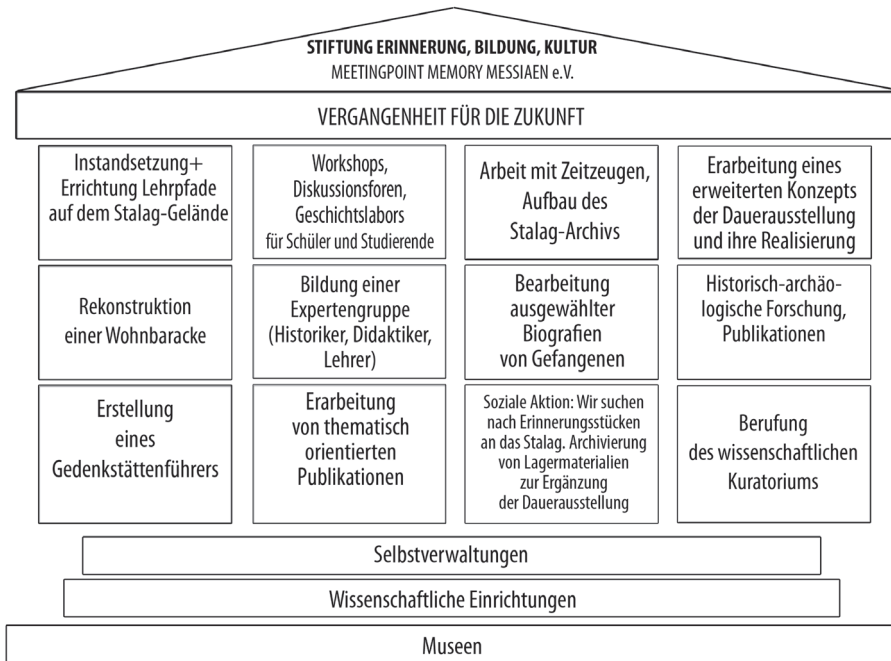 STIFTUNG ERINNERUNG, BILDUNG, KULTUR
MEETINGPOINT MEMORY MESSIAEN e.V.
VERGANGENHEIT FÜR DIE ZUKUNFT
Instandsetzung+
Errichtung Lehrpfade
auf dem Stalag-Gelände
Workshops,
Diskussionsforen,
Geschichtslabors
für Schüler und Studierende
Arbeit mit Zeitzeugen,
Aufbau des
Stalag-Archivs
Erarbeitung eines
erweiterten Konzepts
der Dauerausstellung
und ihre Realisierung
Rekonstruktion
einer Wohnbaracke
Bildung einer
Expertengruppe
(Historiker, Didaktiker,
Lehrer)
Bearbeitung
ausgewählter
Biografien
von Gefangenen
Historisch-archäo-
logische Forschung,
Publikationen
Erstellung
eines
Gedenkstättenführers
Erarbeitung
von thematisch
orientierten
Publikationen
Soziale Aktion: Wir suchen
nach Erinnerungsstücken
an das Stalag. Archivierung
von Lagermaterialien
zur Ergänzung
der Dauerausstellung
Berufung
des wissenschaftlichen
Kuratoriums
Selbstverwaltungen
Wissenschaftliche Einrichtungen
Museen